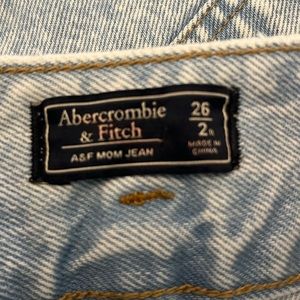 Abercrombie
& Fitch
A&F MOM JEAN
26
2R
MADE IN
CHINA